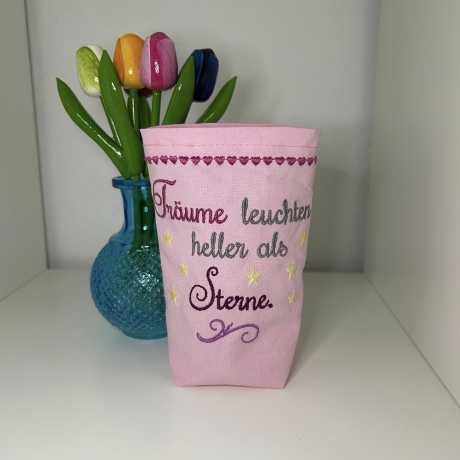 Träume leuchten
heller als
Sterne.